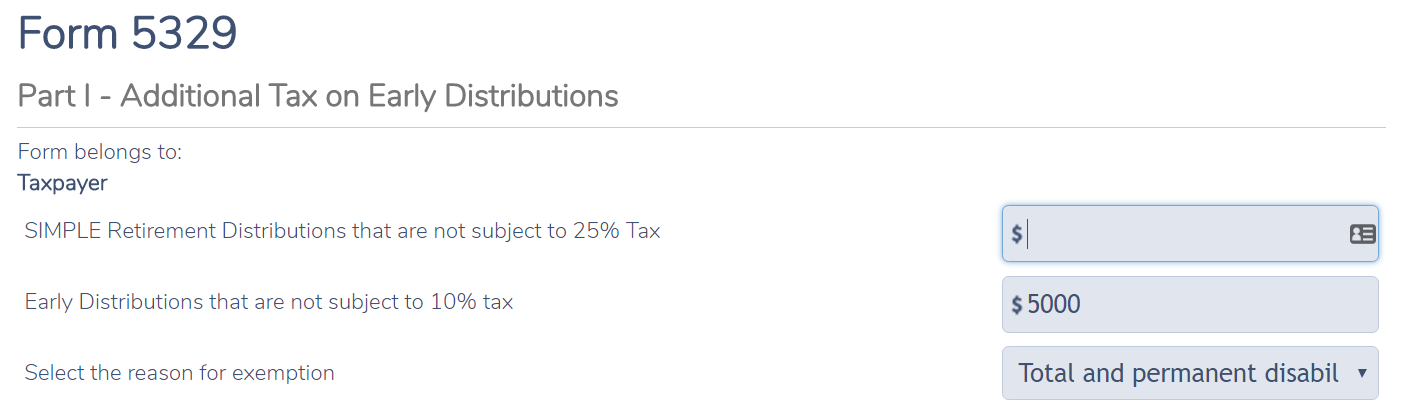 Form 5329
Part I - Additional Tax on Early Distributions
Form belongs to:
Taxpayer
SIMPLE Retirement Distributions that are not subject to 25% Tax
$
Early Distributions that are not subject to 10% tax
$ 5000
Select the reason for exemption
Total and permanent disabil